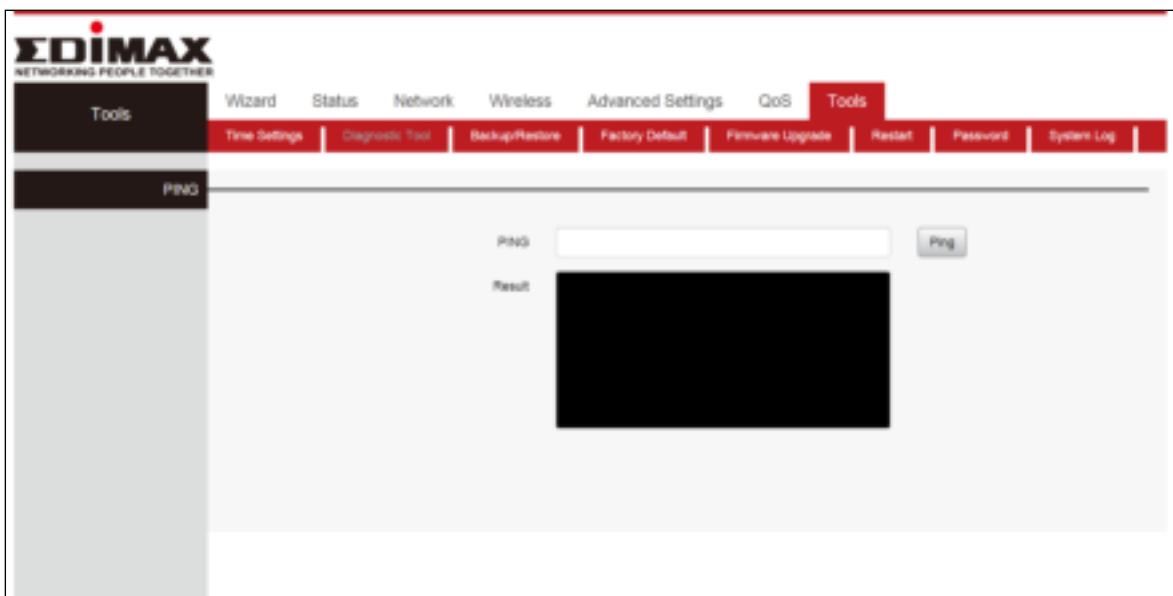 EDIMAX
NETWORKING PEOPLE TOGETHER
Tools
Wizard Status Network Wireless Advanced Settings QoS Tools
Time Settings Diagnostic Tool Backup/Restore Factory Default Firmware Upgrade Restart Password System Log
PING
PING Ping
Result